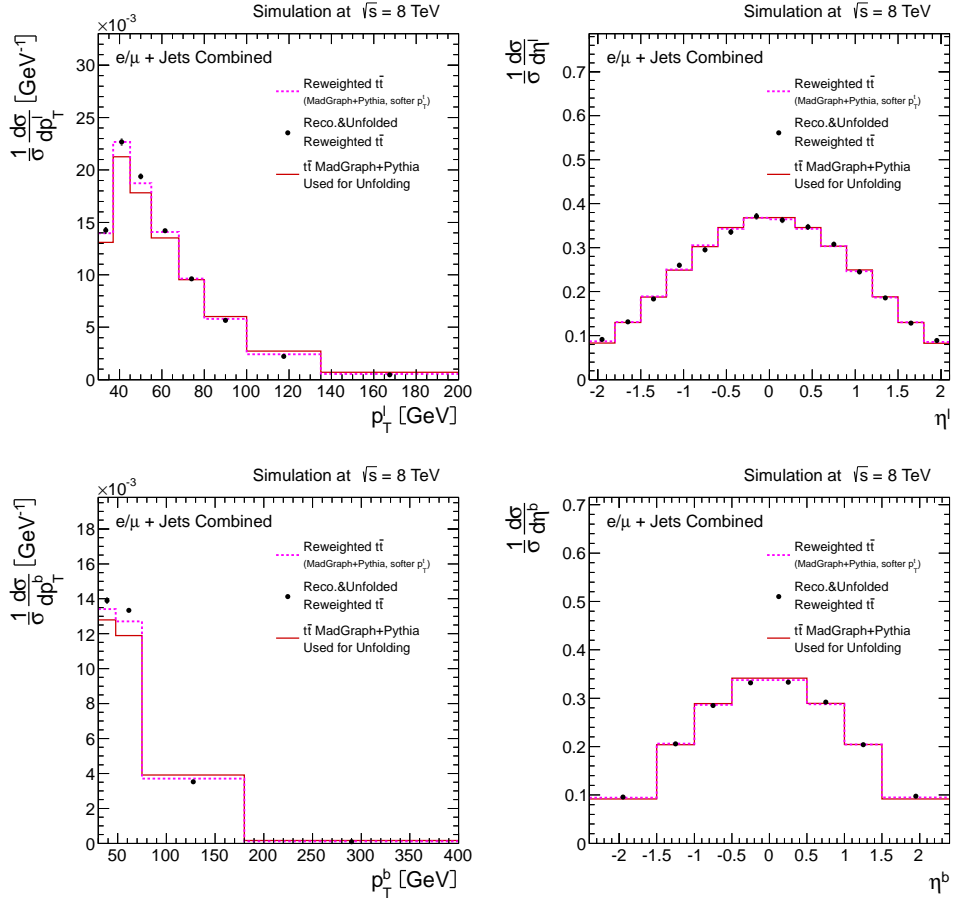 ×10⁻³
Simulation at √s = 8 TeV
e/μ + Jets Combined
Reweighted tt̄
(MadGraph+Pythia, softer p_T^t)
Reco.&Unfolded
Reweighted tt̄
tt̄ MadGraph+Pythia
Used for Unfolding
1/σ dσ/dp_T^l [GeV⁻¹]
30
25
20
15
10
5
0
40 60 80 100 120 140 160 180 200
p_T^l [GeV]
Simulation at √s = 8 TeV
e/μ + Jets Combined
Reweighted tt̄
(MadGraph+Pythia, softer p_T^t)
Reco.&Unfolded
Reweighted tt̄
tt̄ MadGraph+Pythia
Used for Unfolding
1/σ dσ/dη^l
0.7
0.6
0.5
0.4
0.3
0.2
0.1
0
-2 -1.5 -1 -0.5 0 0.5 1 1.5 2
η^l
×10⁻³
Simulation at √s = 8 TeV
e/μ + Jets Combined
Reweighted tt̄
(MadGraph+Pythia, softer p_T^t)
Reco.&Unfolded
Reweighted tt̄
tt̄ MadGraph+Pythia
Used for Unfolding
1/σ dσ/dp_T^b [GeV⁻¹]
18
16
14
12
10
8
6
4
2
0
50 100 150 200 250 300 350 400
p_T^b [GeV]
Simulation at √s = 8 TeV
e/μ + Jets Combined
Reweighted tt̄
(MadGraph+Pythia, softer p_T^t)
Reco.&Unfolded
Reweighted tt̄
tt̄ MadGraph+Pythia
Used for Unfolding
1/σ dσ/dη^b
0.7
0.6
0.5
0.4
0.3
0.2
0.1
0
-2 -1.5 -1 -0.5 0 0.5 1 1.5 2
η^b